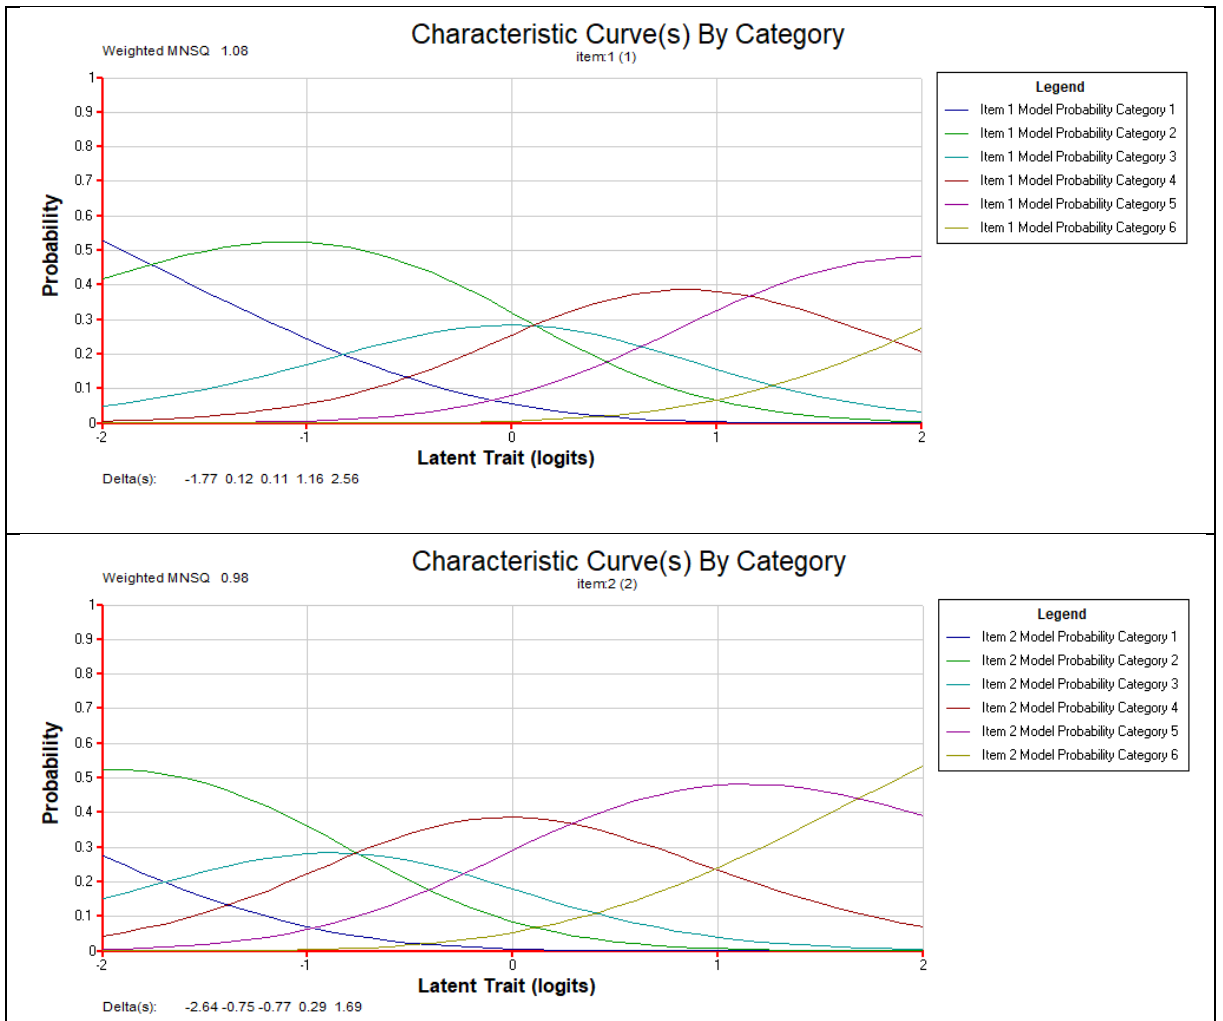 Characteristic Curve(s) By Category
Weighted MNSQ 1.08
item:1 (1)
Probability
1
0.9
0.8
0.7
0.6
0.5
0.4
0.3
0.2
0.1
0
-2
-1
0
1
2
Latent Trait (logits)
Delta(s): -1.77 0.12 0.11 1.16 2.56
Legend
Item 1 Model Probability Category 1
Item 1 Model Probability Category 2
Item 1 Model Probability Category 3
Item 1 Model Probability Category 4
Item 1 Model Probability Category 5
Item 1 Model Probability Category 6
Characteristic Curve(s) By Category
Weighted MNSQ 0.98
item:2 (2)
Probability
1
0.9
0.8
0.7
0.6
0.5
0.4
0.3
0.2
0.1
0
-2
-1
0
1
2
Latent Trait (logits)
Delta(s): -2.64 -0.75 -0.77 0.29 1.69
Legend
Item 2 Model Probability Category 1
Item 2 Model Probability Category 2
Item 2 Model Probability Category 3
Item 2 Model Probability Category 4
Item 2 Model Probability Category 5
Item 2 Model Probability Category 6